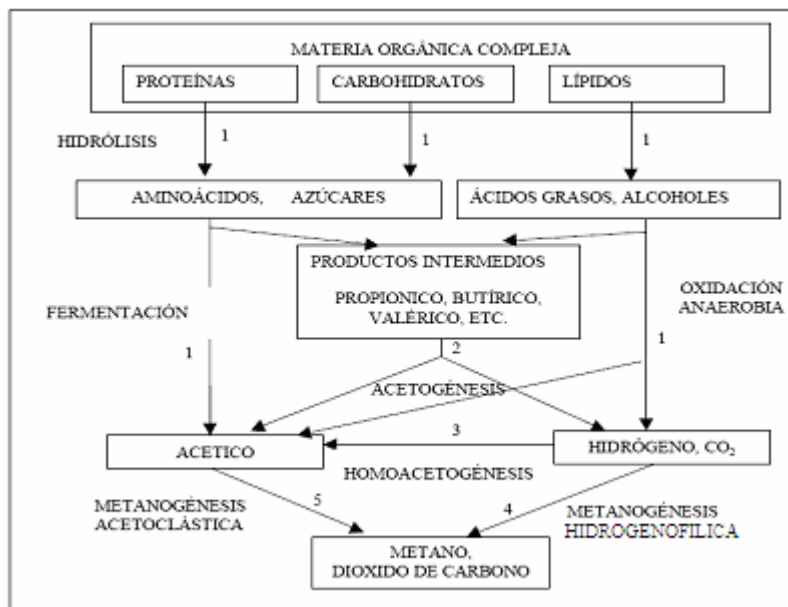 MATERIA ORGÁNICA COMPLEJA
PROTEÍNAS
CARBOHIDRATOS
LÍPIDOS
HIDRÓLISIS
1
1
1
AMINOÁCIDOS, AZÚCARES
ÁCIDOS GRASOS, ALCOHOLES
PRODUCTOS INTERMEDIOS
PROPIONICO, BUTÍRICO,
VALÉRICO, ETC.
FERMENTACIÓN
OXIDACIÓN
ANAEROBIA
1
2
1
ACETOGÉNESIS
ACETICO
3
HIDRÓGENO, CO₂
HOMOACETOGÉNESIS
METANOGÉNESIS
ACETOCLÁSTICA
5
4
METANOGÉNESIS
HIDROGENOFILICA
METANO,
DIOXIDO DE CARBONO